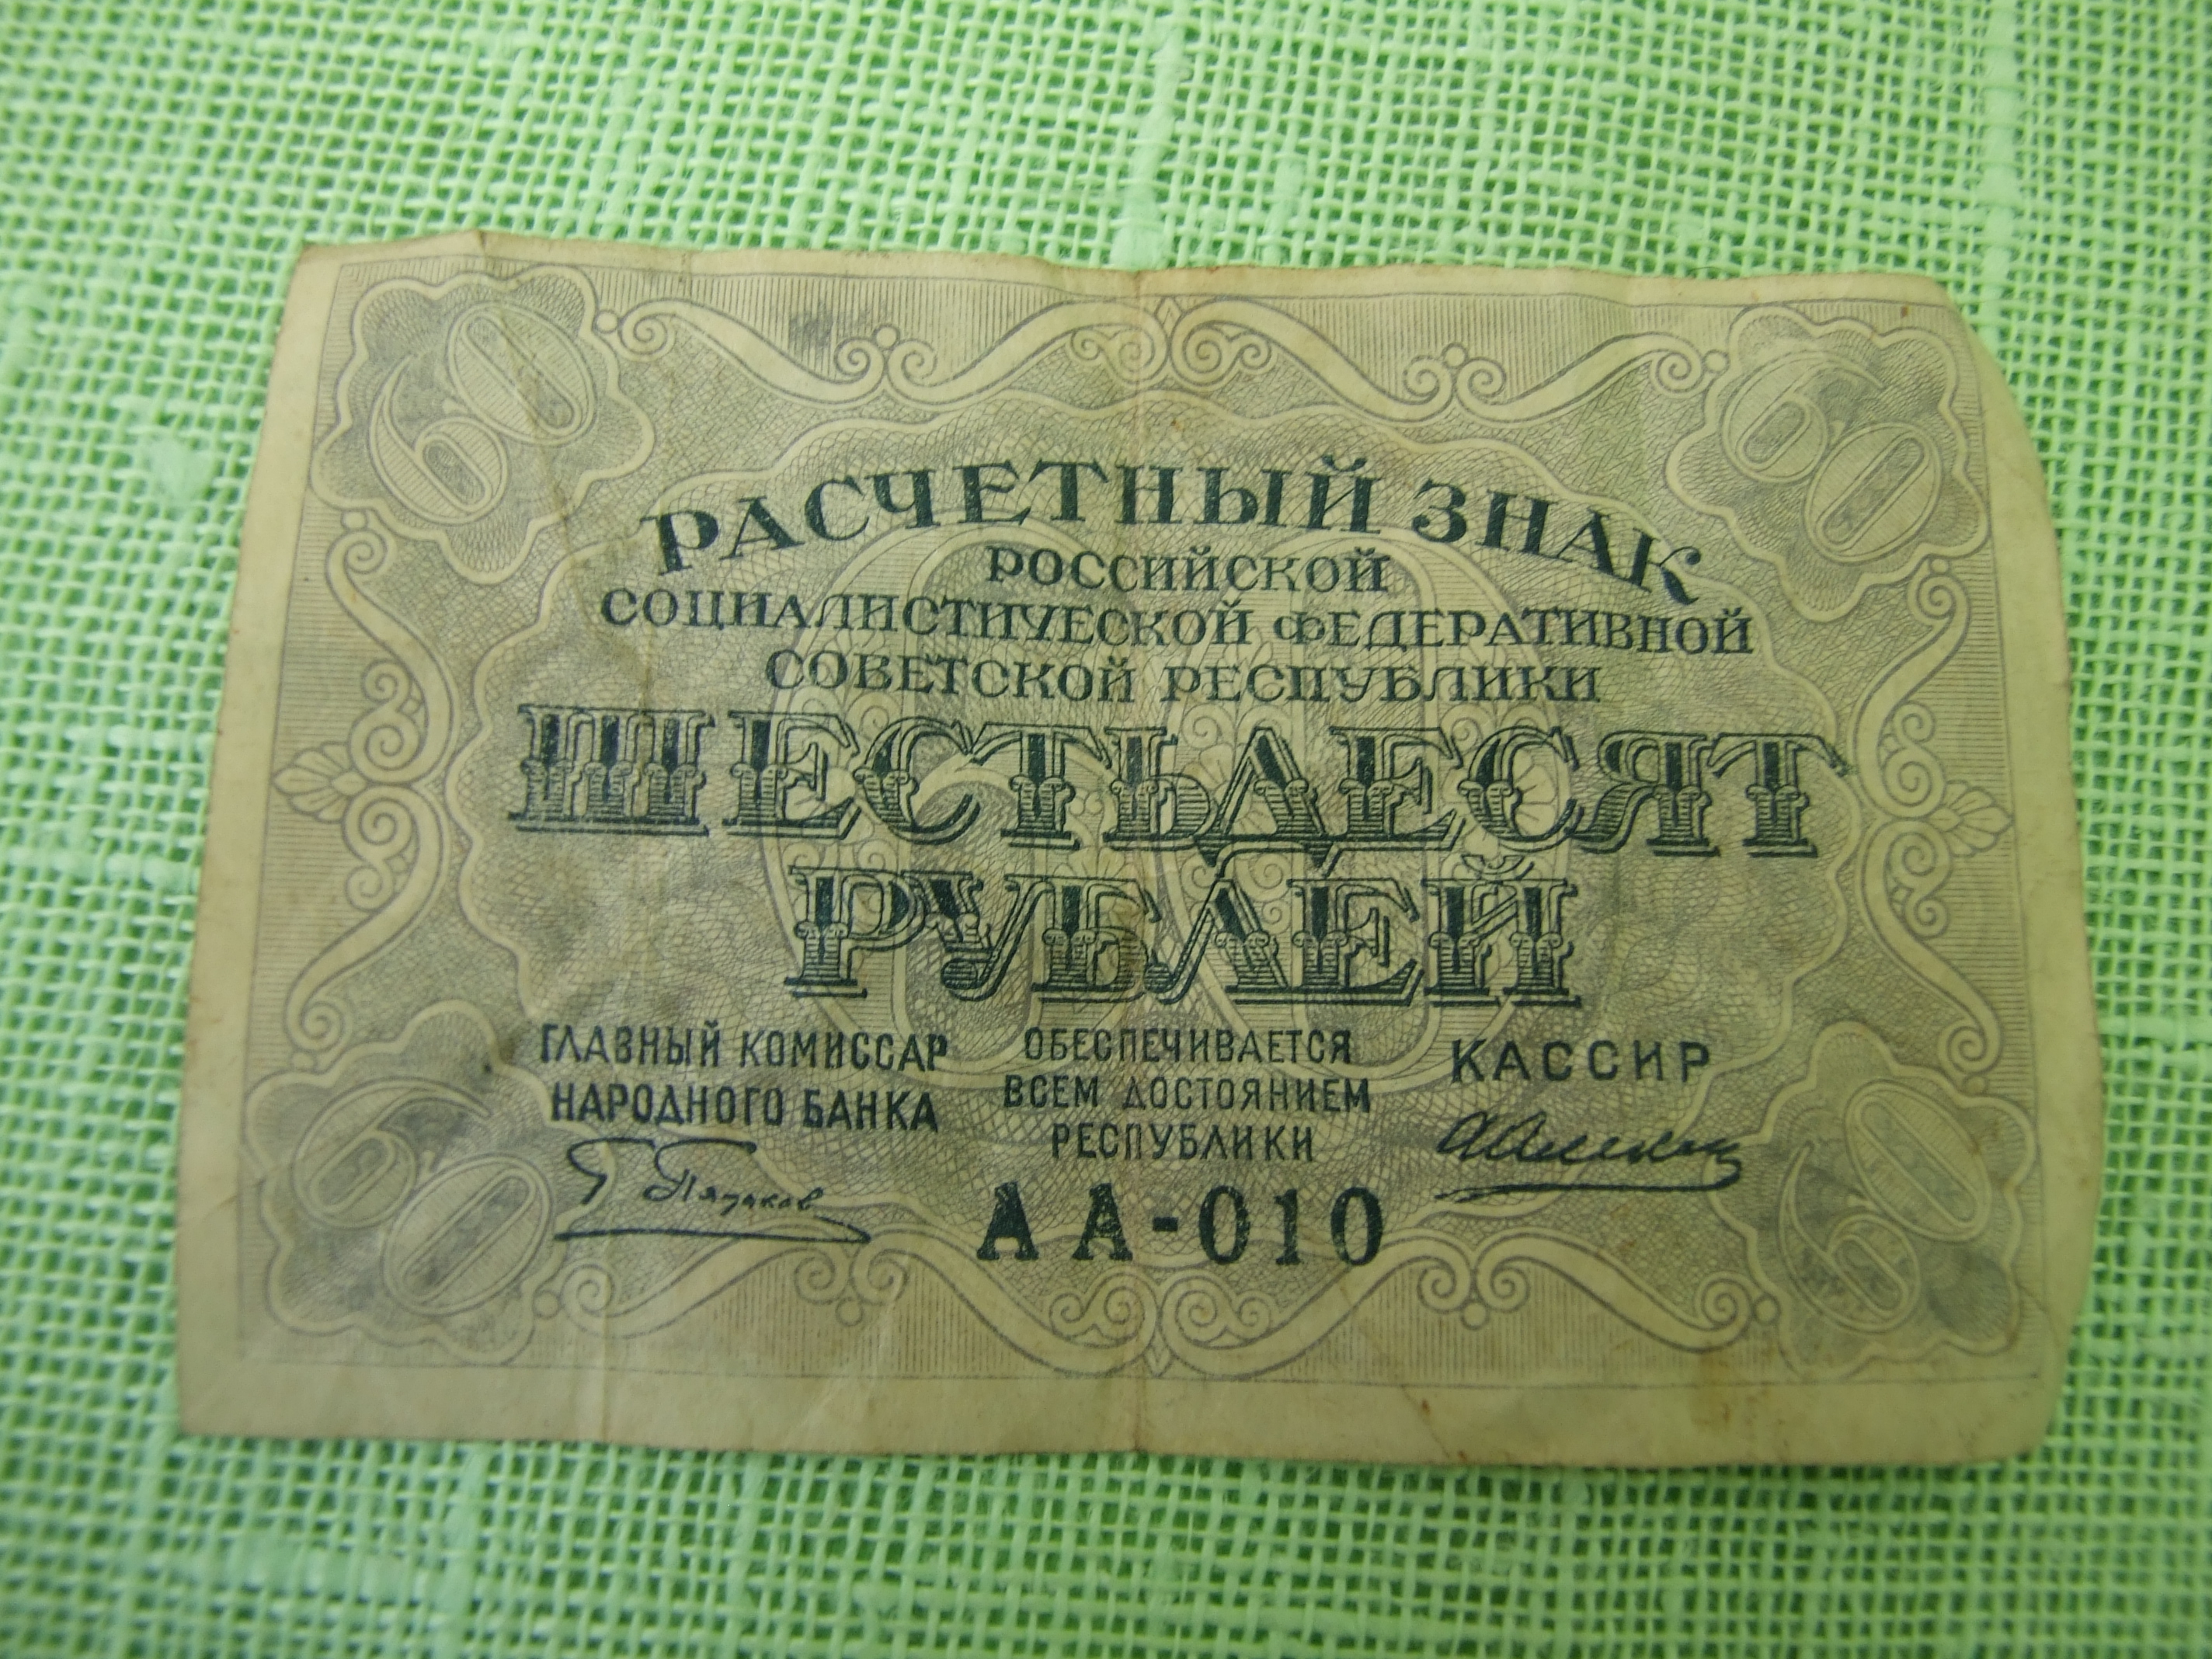 60 60
РАСЧЕТНЫЙ ЗНАК
РОССИЙСКОЙ
СОЦИАЛИСТИЧЕСКОЙ ФЕДЕРАТИВНОЙ
СОВЕТСКОЙ РЕСПУБЛИКИ
ШЕСТЬДЕСЯТ
РУБЛЕЙ
ГЛАВНЫЙ КОМИССАР
НАРОДНОГО БАНКА
Г Пятаков
ОБЕСПЕЧИВАЕТСЯ
ВСЕМ ДОСТОЯНИЕМ
РЕСПУБЛИКИ
КАССИР
АА-010
60 60
60